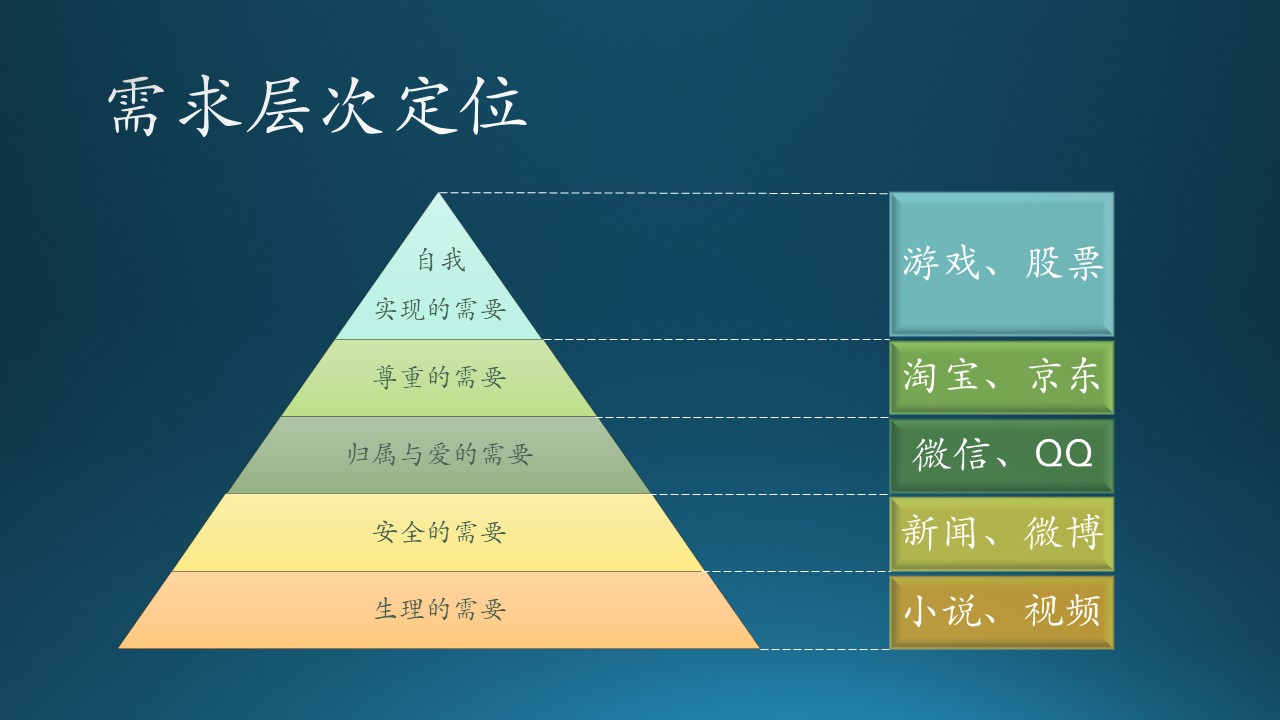 需求层次定位
自我
实现的需要
游戏、股票
尊重的需要
淘宝、京东
归属与爱的需要
微信、QQ
安全的需要
新闻、微博
生理的需要
小说、视频